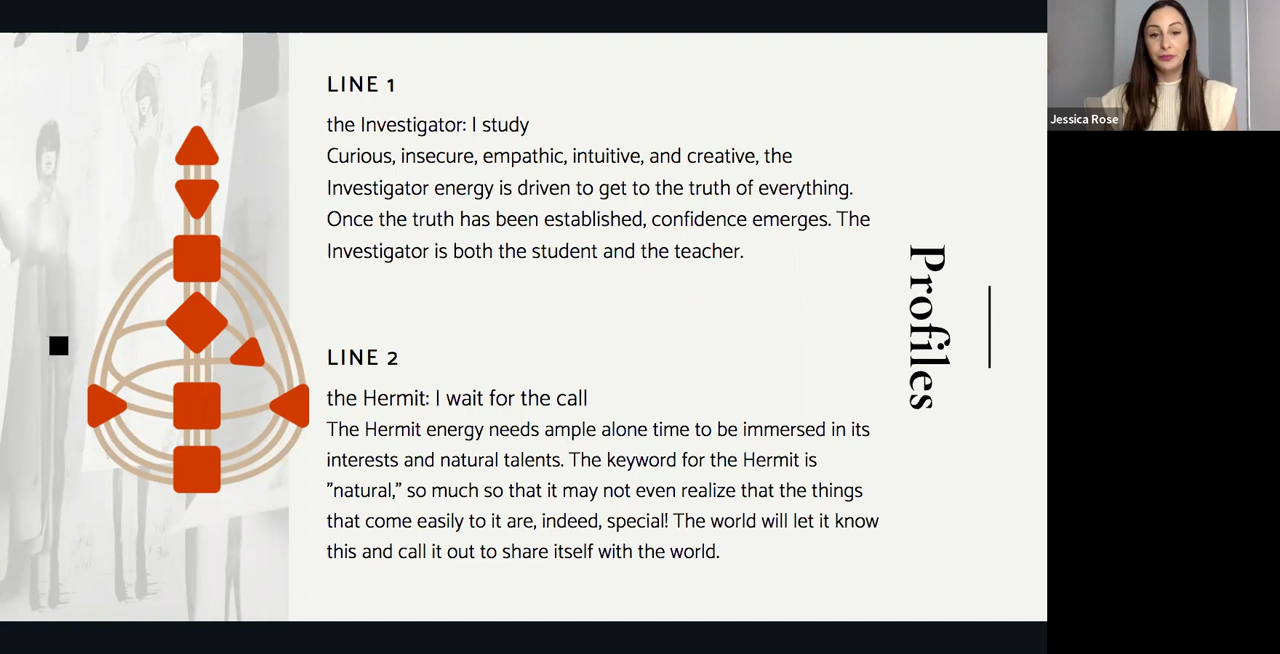 LINE 1
the Investigator: I study
Curious, insecure, empathic, intuitive, and creative, the
Investigator energy is driven to get to the truth of everything.
Once the truth has been established, confidence emerges. The
Investigator is both the student and the teacher.
LINE 2
the Hermit: I wait for the call
The Hermit energy needs ample alone time to be immersed in its
interests and natural talents. The keyword for the Hermit is
”natural,” so much so that it may not even realize that the things
that come easily to it are, indeed, special! The world will let it know
this and call it out to share itself with the world.
Profiles
Jessica Rose